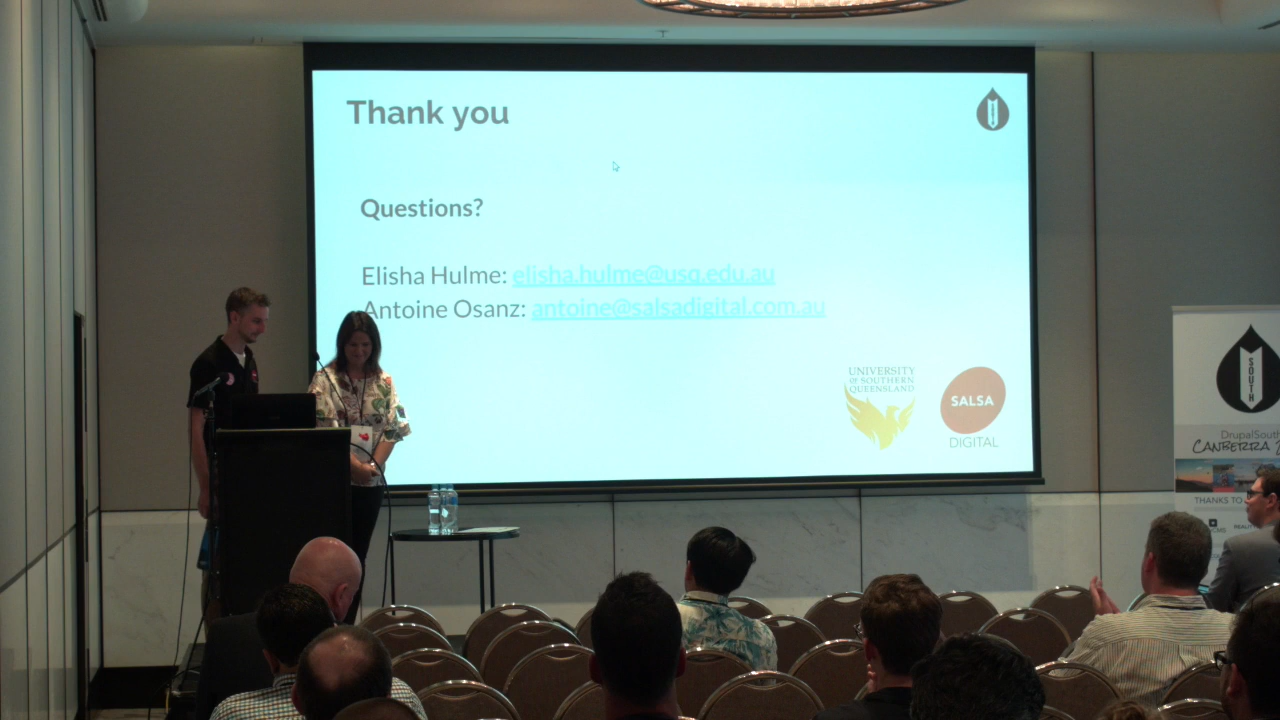 Thank you
Questions?
Elisha Hulme: elisha.hulme@usq.edu.au
Antoine Osanz: antoine@salsadigital.com.au
UNIVERSITY
OF SOUTHERN
QUEENSLAND
SALSA
DIGITAL
SOUTH
DrupalSouth
CANBERRA
THANKS TO